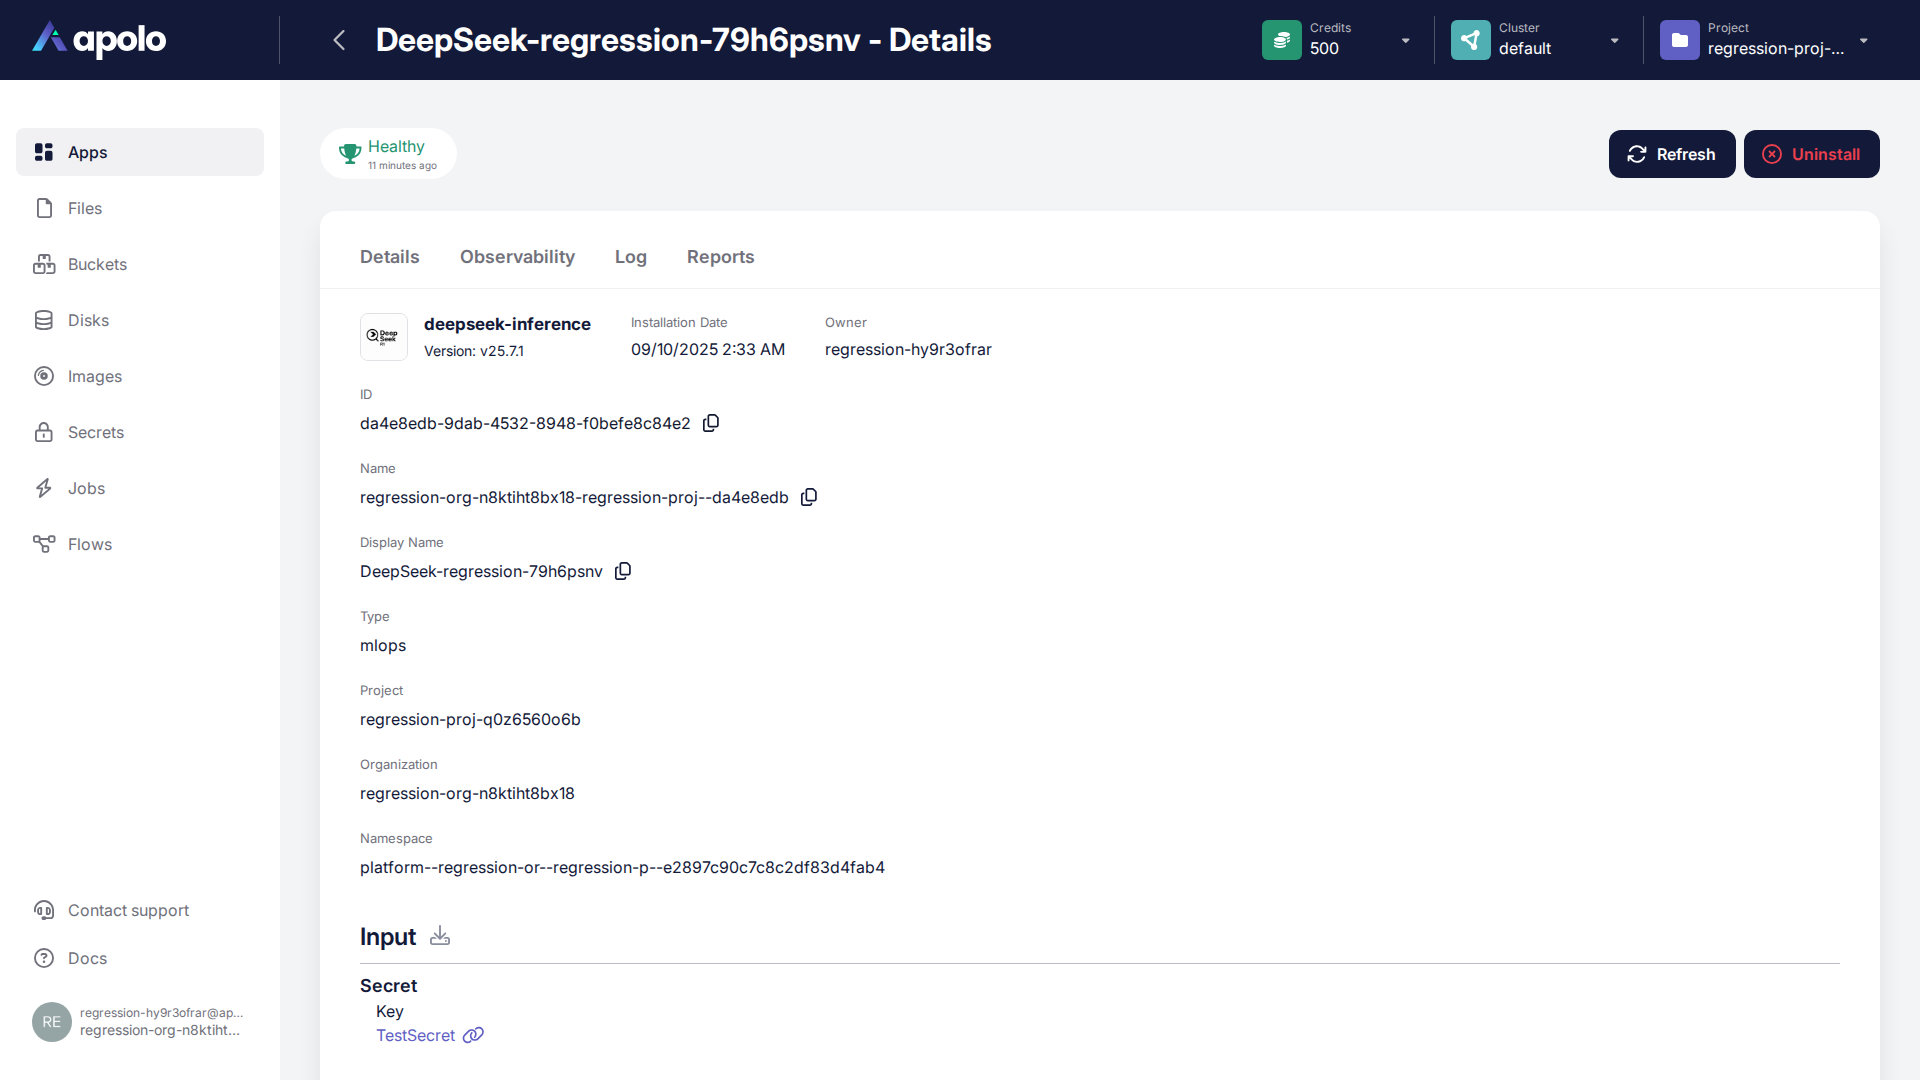 apolo
DeepSeek-regression-79h6psnv - Details
Credits
500
Cluster
default
Project
regression-proj-...
Apps
Files
Buckets
Disks
Images
Secrets
Jobs
Flows
Contact support
Docs
RE
regression-hy9r3ofrar@ap...
regression-org-n8ktiht...
Healthy
11 minutes ago
Refresh
Uninstall
Details
Observability
Log
Reports
Deep
Seek
R1
deepseek-inference
Version: v25.7.1
Installation Date
09/10/2025 2:33 AM
Owner
regression-hy9r3ofrar
ID
da4e8edb-9dab-4532-8948-f0befe8c84e2
Name
regression-org-n8ktiht8bx18-regression-proj--da4e8edb
Display Name
DeepSeek-regression-79h6psnv
Type
mlops
Project
regression-proj-q0z6560o6b
Organization
regression-org-n8ktiht8bx18
Namespace
platform--regression-or--regression-p--e2897c90c7c8c2df83d4fab4
Input
Secret
Key
TestSecret